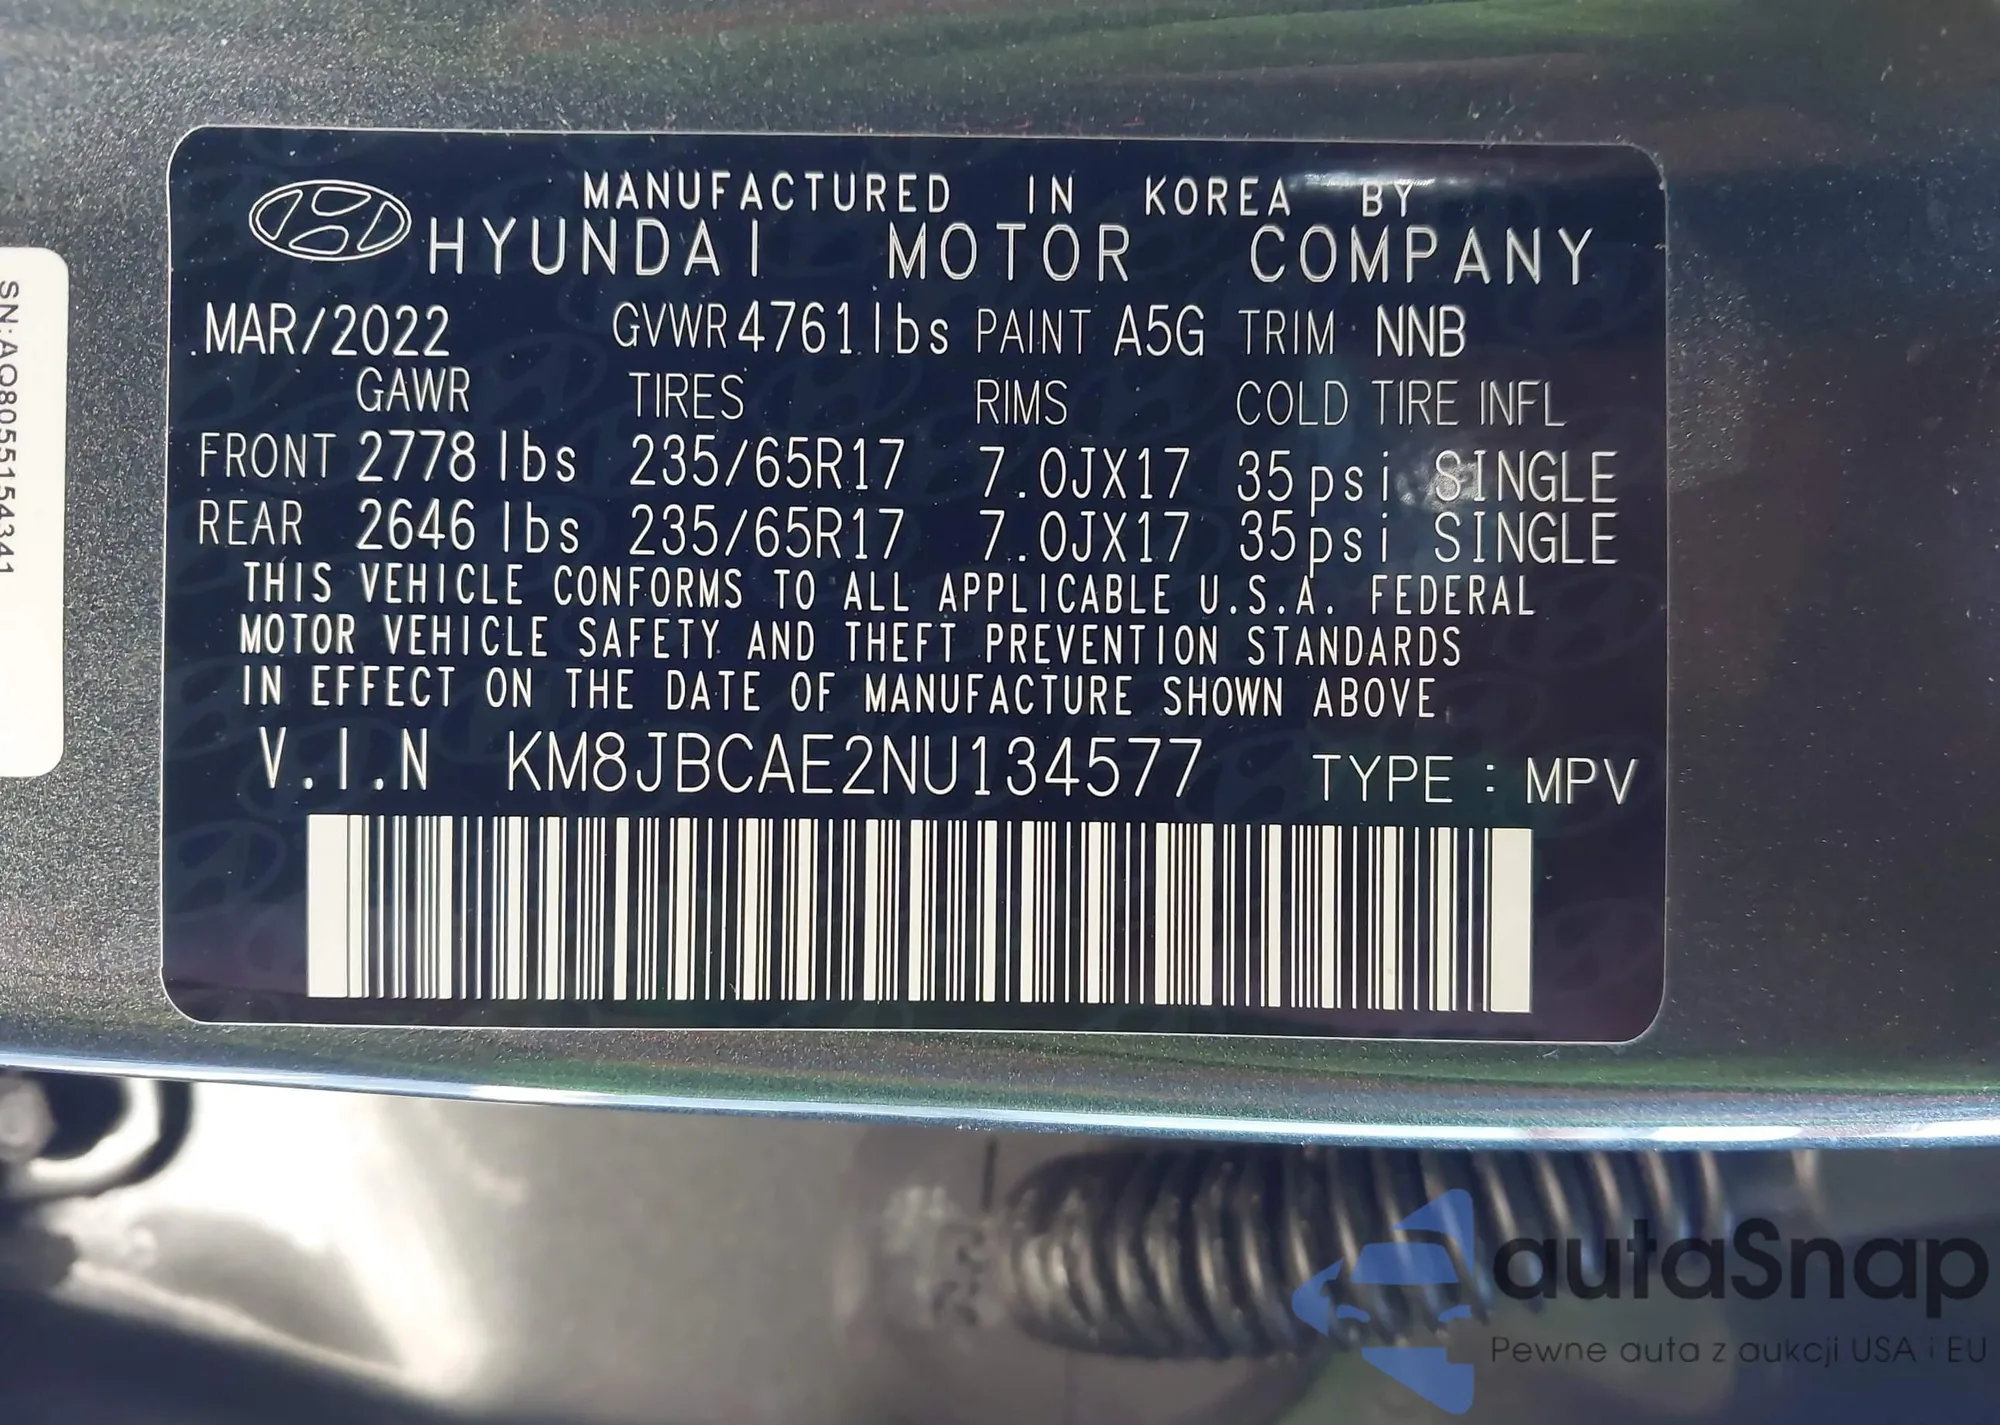 MANUFACTURED IN KOREA BY
HYUNDAI MOTOR COMPANY
MAR/2022 GVWR 4761 lbs PAINT A5G TRIM NNB
GAWR TIRES RIMS COLD TIRE INFL
FRONT 2778 lbs 235/65R17 7.0JX17 35psi SINGLE
REAR 2646 lbs 235/65R17 7.0JX17 35psi SINGLE
THIS VEHICLE CONFORMS TO ALL APPLICABLE U.S.A. FEDERAL
MOTOR VEHICLE SAFETY AND THEFT PREVENTION STANDARDS
IN EFFECT ON THE DATE OF MANUFACTURE SHOWN ABOVE
V.I.N KM8JBCAE2NU134577 TYPE : MPV
SN:AO8055154341
autaSnap
Pewne auta z aukcji USA i EU